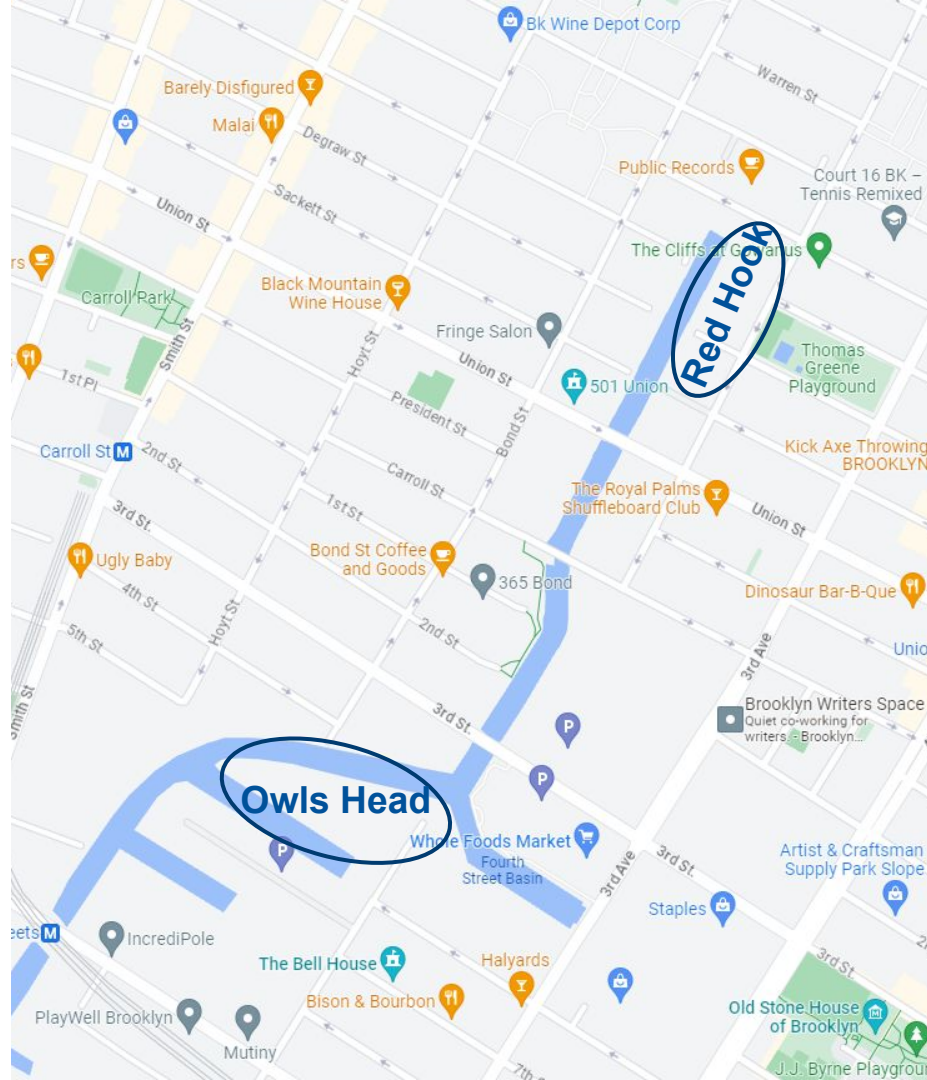 Bk Wine Depot Corp
Barely Disfigured
Malai
Warren St
Degraw St
Public Records
Court 16 BK –
Tennis Remixed
Sackett St
Union St
The Cliffs at Gowanus
Red Hook
rs
Carroll Park
Black Mountain
Wine House
Smith St
Hoyt St
Fringe Salon
Union St
Thomas
Greene
Playground
1st Pl
501 Union
President St
Bond St
Carroll St
2nd St
Carroll St
Kick Axe Throwing
BROOKLYN
The Royal Palms
Shuffleboard Club
Union St
1st St
3rd St.
Ugly Baby
Bond St Coffee
and Goods
365 Bond
Dinosaur Bar-B-Que
4th St
5th St
Hoyt St
2nd St
3rd Ave
Unio
Smith St
3rd St.
Brooklyn Writers Space
Quiet co-working for
writers. - Brooklyn...
Owls Head
Whole Foods Market
Fourth
Street Basin
3rd Ave
3rd St.
Artist & Craftsman
Supply Park Slope
Staples
eets
IncrediPole
The Bell House
Halyards
Bison & Bourbon
3rd St
PlayWell Brooklyn
Mutiny
Old Stone House
of Brooklyn
7th
J.J. Byrne Playgroun